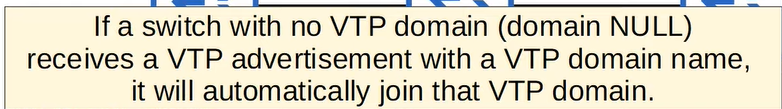 If a switch with no VTP domain (domain NULL)
receives a VTP advertisement with a VTP domain name,
it will automatically join that VTP domain.